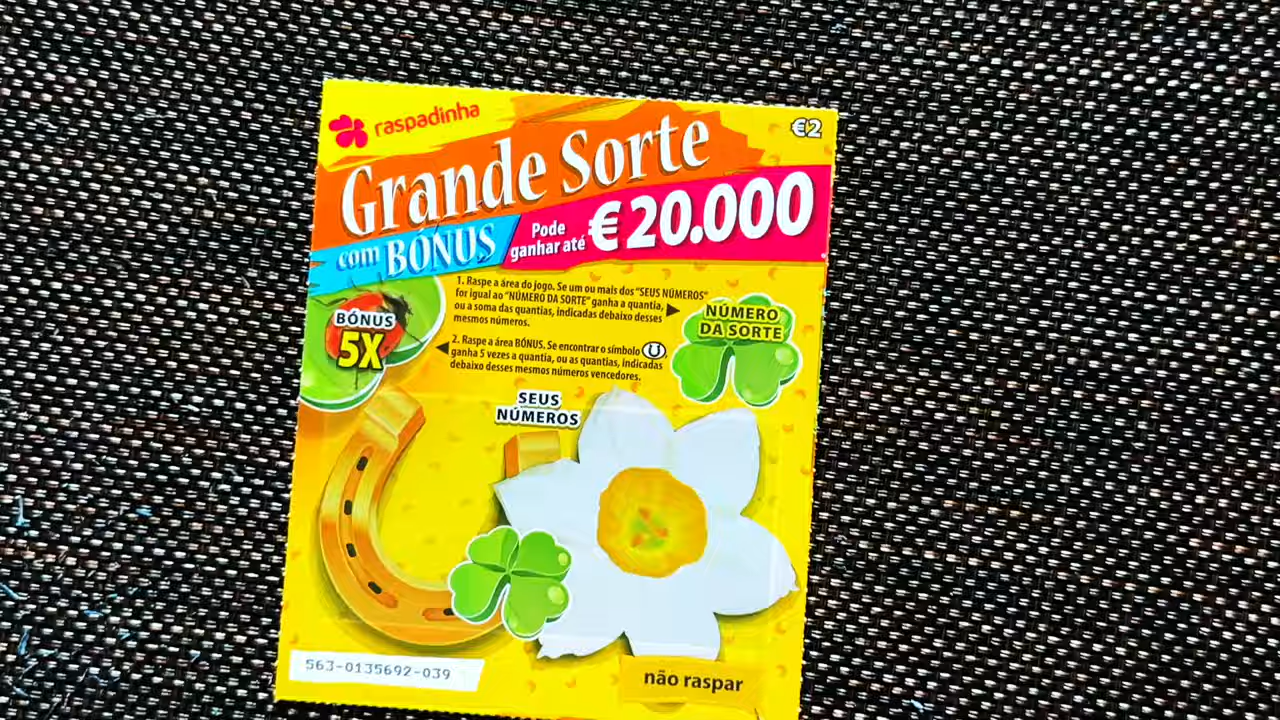 raspadinha
€2
Grande Sorte
com BÓNUS
Pode
ganhar até
€ 20.000
1. Raspe a área do jogo. Se um ou mais dos "SEUS NÚMEROS"
for igual ao "NÚMERO DA SORTE" ganha a quantia,
ou a soma das quantias, indicadas debaixo desses
mesmos números.
NÚMERO
DA SORTE
BÓNUS
5X
2. Raspe a área BÓNUS. Se encontrar o símbolo
ganha 5 vezes a quantia, ou as quantias, indicadas
debaixo desses mesmos números vencedores.
SEUS
NÚMEROS
563-0135692-039
não raspar